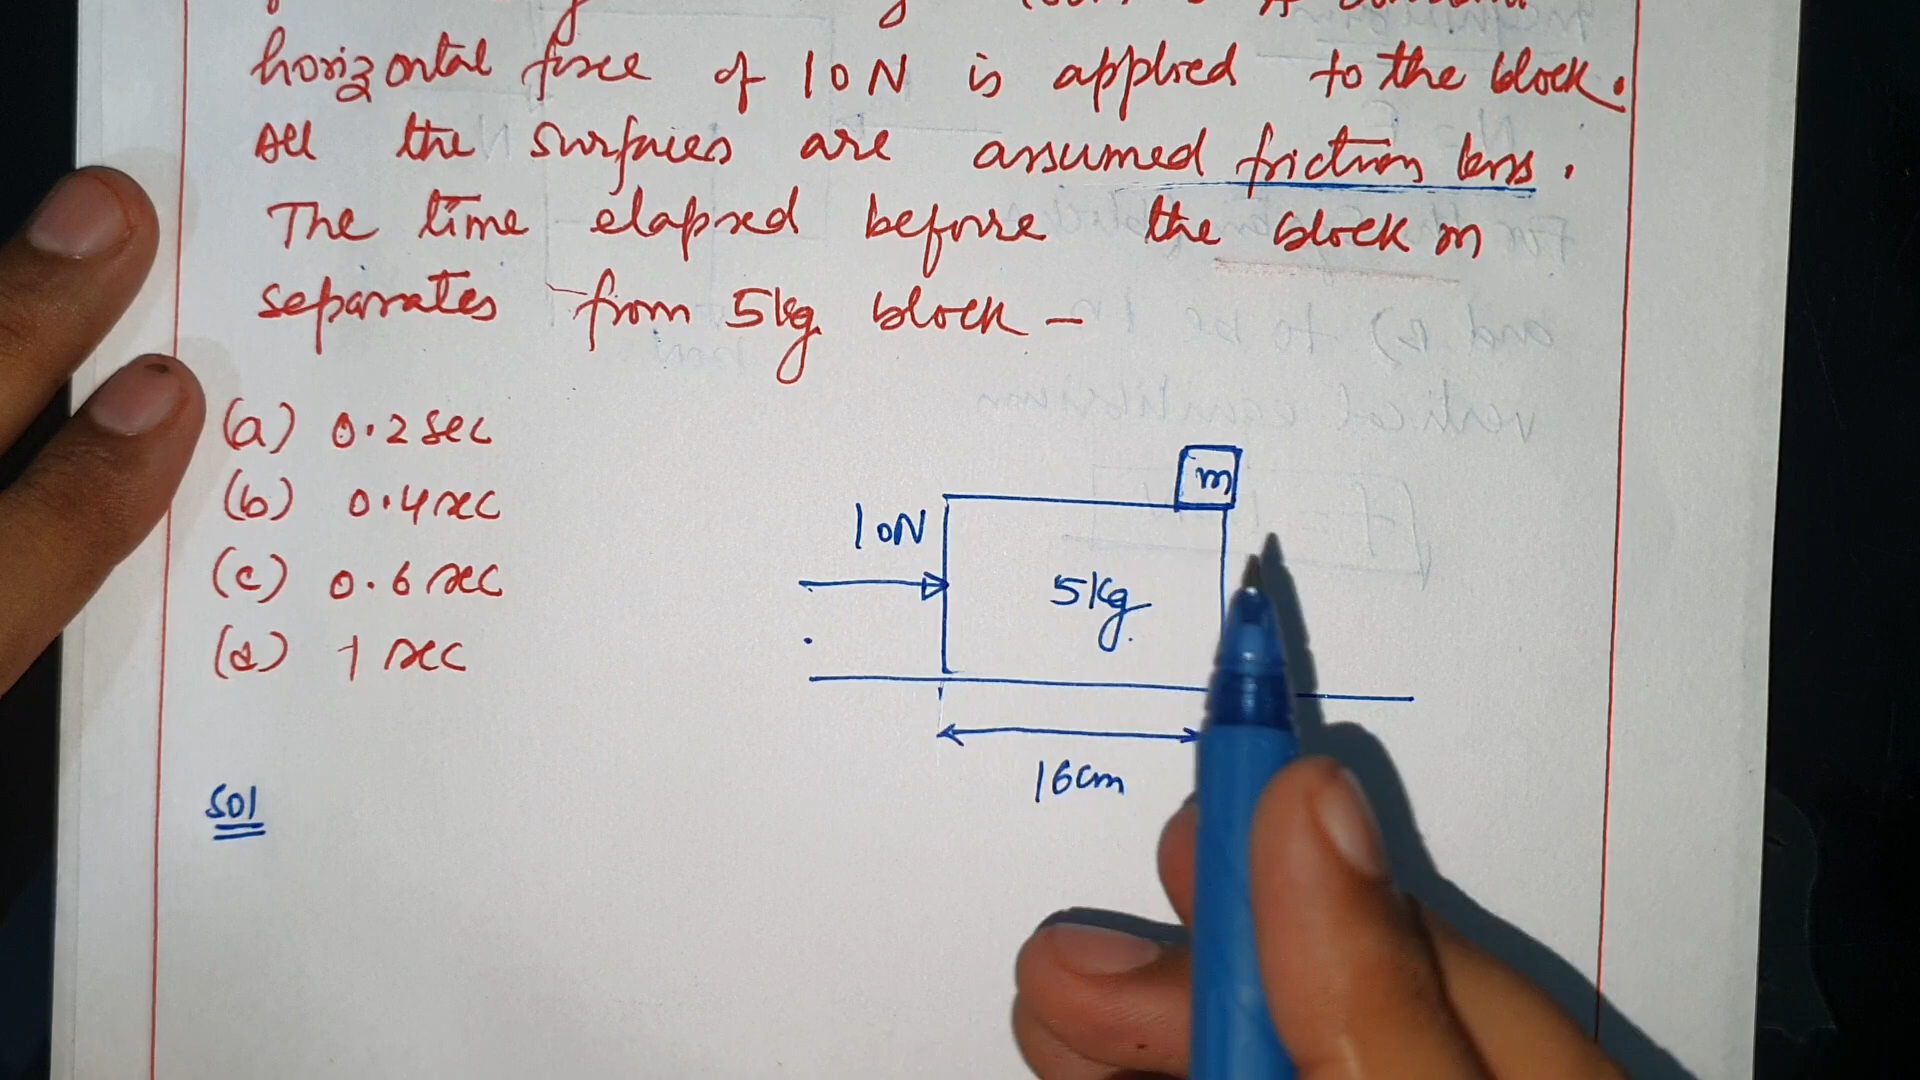 horizontal force of 10N is applied to the block.
All the surfaces are assumed frictionless.
The time elapsed before the block m
separates from 5kg block -
(a) 0.2 sec
(b) 0.4 sec
(c) 0.6 sec
(d) 1 sec
m
10N
5kg.
16cm
Sol